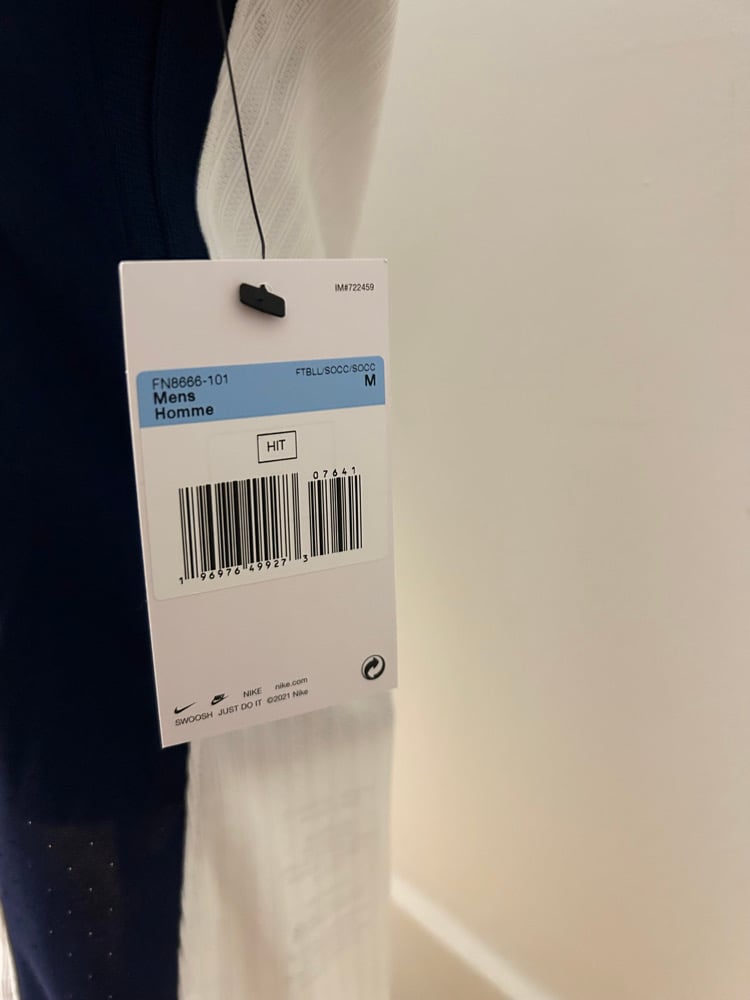 IM#722459
FN8666-101 FTBLL/SOCC/SOCC
Mens M
Homme
HIT
07641
1 96976 49927 3
NIKE nike.com
SWOOSH JUST DO IT ©2021 Nike